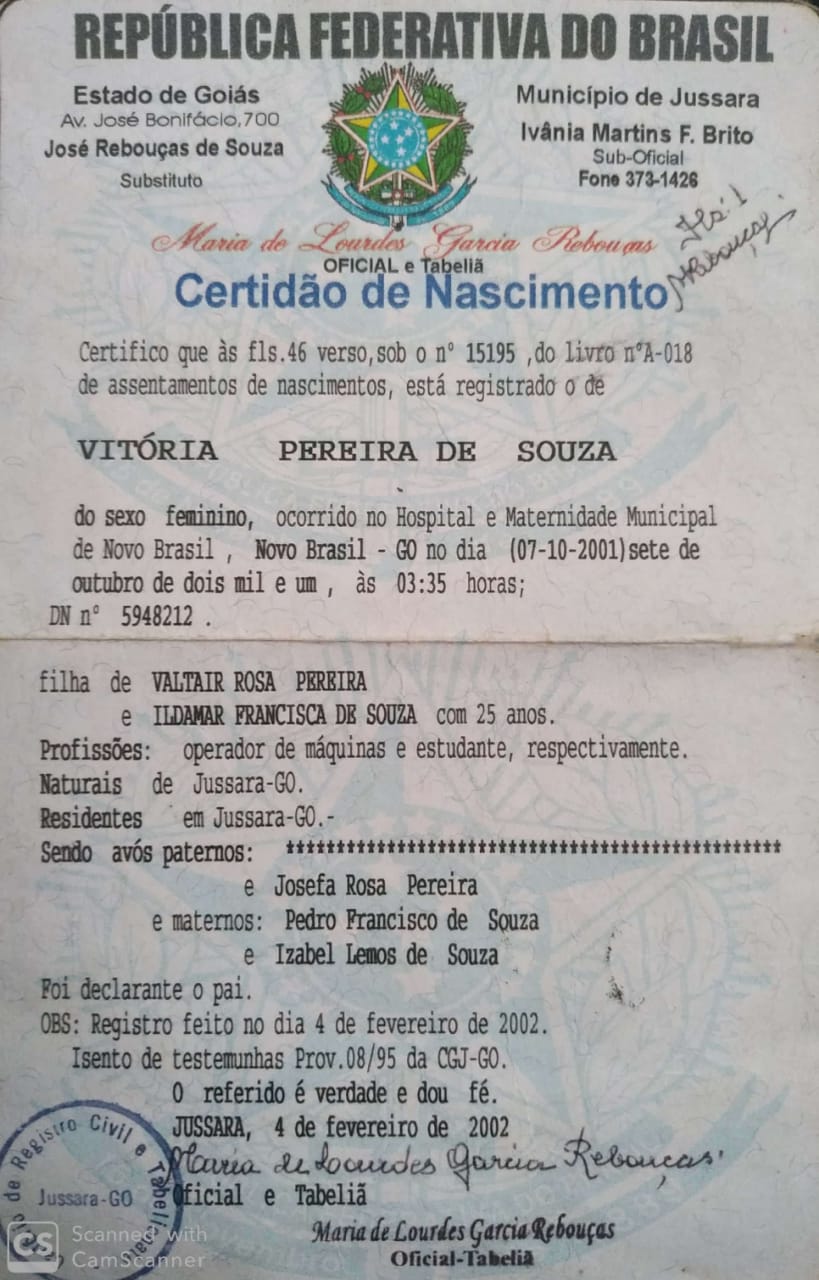 REPÚBLICA FEDERATIVA DO BRASIL
Estado de Goiás
Av. José Bonifácio,700
José Rebouças de Souza
Substituto
Município de Jussara
Ivânia Martins F. Brito
Sub-Oficial
Fone 373-1426
Maria de Lourdes Garcia Rebouças
OFICIAL e Tabeliã
Certidão de Nascimento
Rebouças
Certifico que às fls.46 verso,sob o nº 15195 ,do livro nºA-018
de assentamentos de nascimentos, está registrado o de
VITÓRIA PEREIRA DE SOUZA
do sexo feminino, ocorrido no Hospital e Maternidade Municipal
de Novo Brasil , Novo Brasil - GO no dia (07-10-2001)sete de
outubro de dois mil e um , às 03:35 horas;
DN nº 5948212 .
filha de VALTAIR ROSA PEREIRA
e ILDAMAR FRANCISCA DE SOUZA com 25 anos.
Profissões: operador de máquinas e estudante, respectivamente.
Naturais de Jussara-GO.
Residentes em Jussara-GO.-
Sendo avós paternos: **************************************************
e Josefa Rosa Pereira
e maternos: Pedro Francisco de Souza
e Izabel Lemos de Souza
Foi declarante o pai.
OBS: Registro feito no dia 4 de fevereiro de 2002.
Isento de testemunhas Prov.08/95 da CGJ-GO.
O referido é verdade e dou fé.
JUSSARA, 4 de fevereiro de 2002
Maria de Lourdes Garcia Rebouças
Oficial e Tabeliã
Maria de Lourdes Garcia Rebouças
Oficial-Tabeliã
de Registro Civil e Tabelionato
Jussara-GO
CS Scanned with
CamScanner